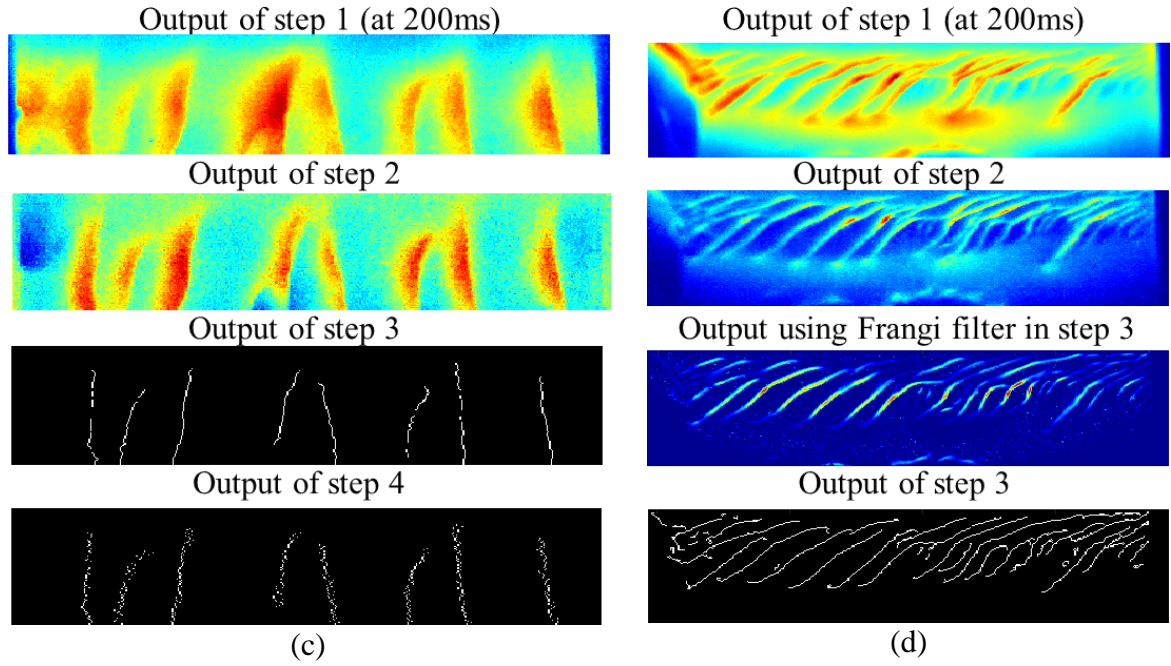 Output of step 1 (at 200ms)
Output of step 2
Output of step 3
Output of step 4
(c)
Output of step 1 (at 200ms)
Output of step 2
Output using Frangi filter in step 3
Output of step 3
(d)